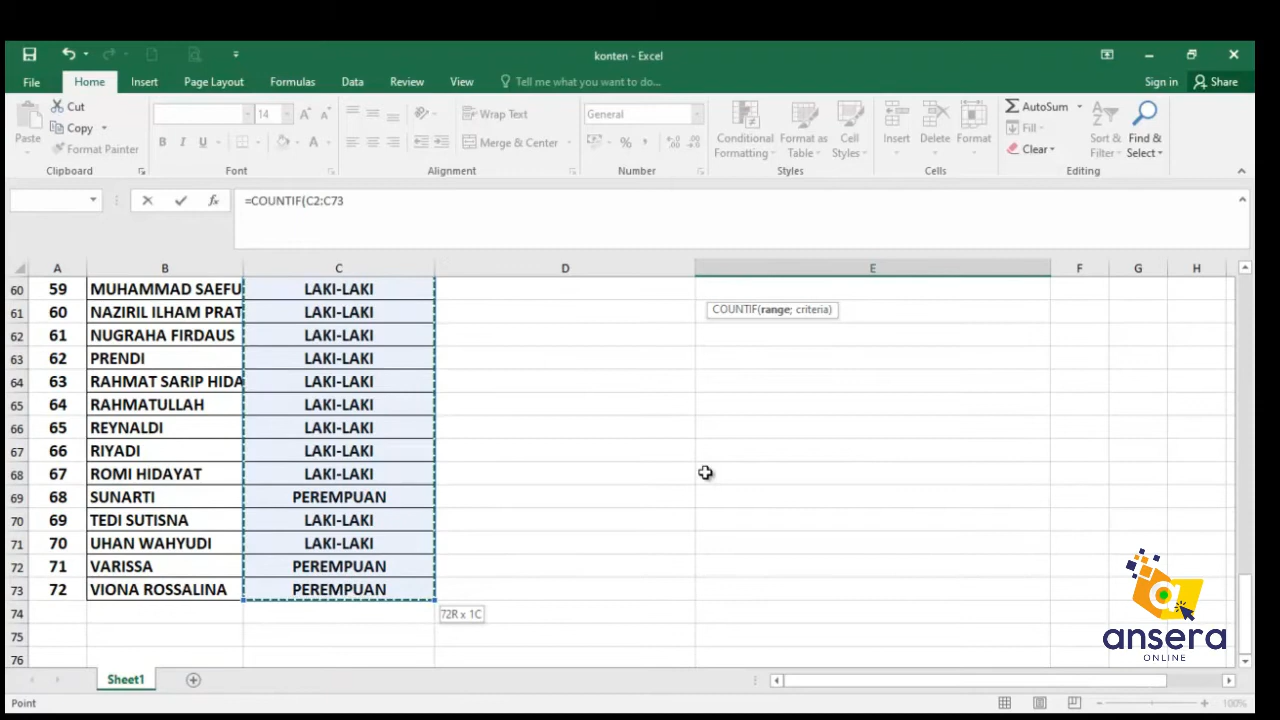 konten - Excel
File Home Insert Page Layout Formulas Data Review View Tell me what you want to do... Sign in Share
Cut
Copy
Format Painter
Paste
Clipboard
14 A A
B I U A
Font
Wrap Text
Merge & Center
Alignment
General
% ,
Number
Conditional Formatting
Format as Table
Cell Styles
Styles
Insert Delete Format
Cells
AutoSum
Fill
Clear
Sort & Filter
Find & Select
Editing
fx =COUNTIF(C2:C73
A B C D E F G H
60 59 MUHAMMAD SAEFU LAKI-LAKI
COUNTIF(range; criteria)
61 60 NAZIRIL ILHAM PRAT LAKI-LAKI
62 61 NUGRAHA FIRDAUS LAKI-LAKI
63 62 PRENDI LAKI-LAKI
64 63 RAHMAT SARIP HIDA LAKI-LAKI
65 64 RAHMATULLAH LAKI-LAKI
66 65 REYNALDI LAKI-LAKI
67 66 RIYADI LAKI-LAKI
68 67 ROMI HIDAYAT LAKI-LAKI
69 68 SUNARTI PEREMPUAN
70 69 TEDI SUTISNA LAKI-LAKI
71 70 UHAN WAHYUDI LAKI-LAKI
72 71 VARISSA PEREMPUAN
73 72 VIONA ROSSALINA PEREMPUAN
74 72R x 1C
75
76
a
ansera
ONLINE
Sheet1
Point
100%